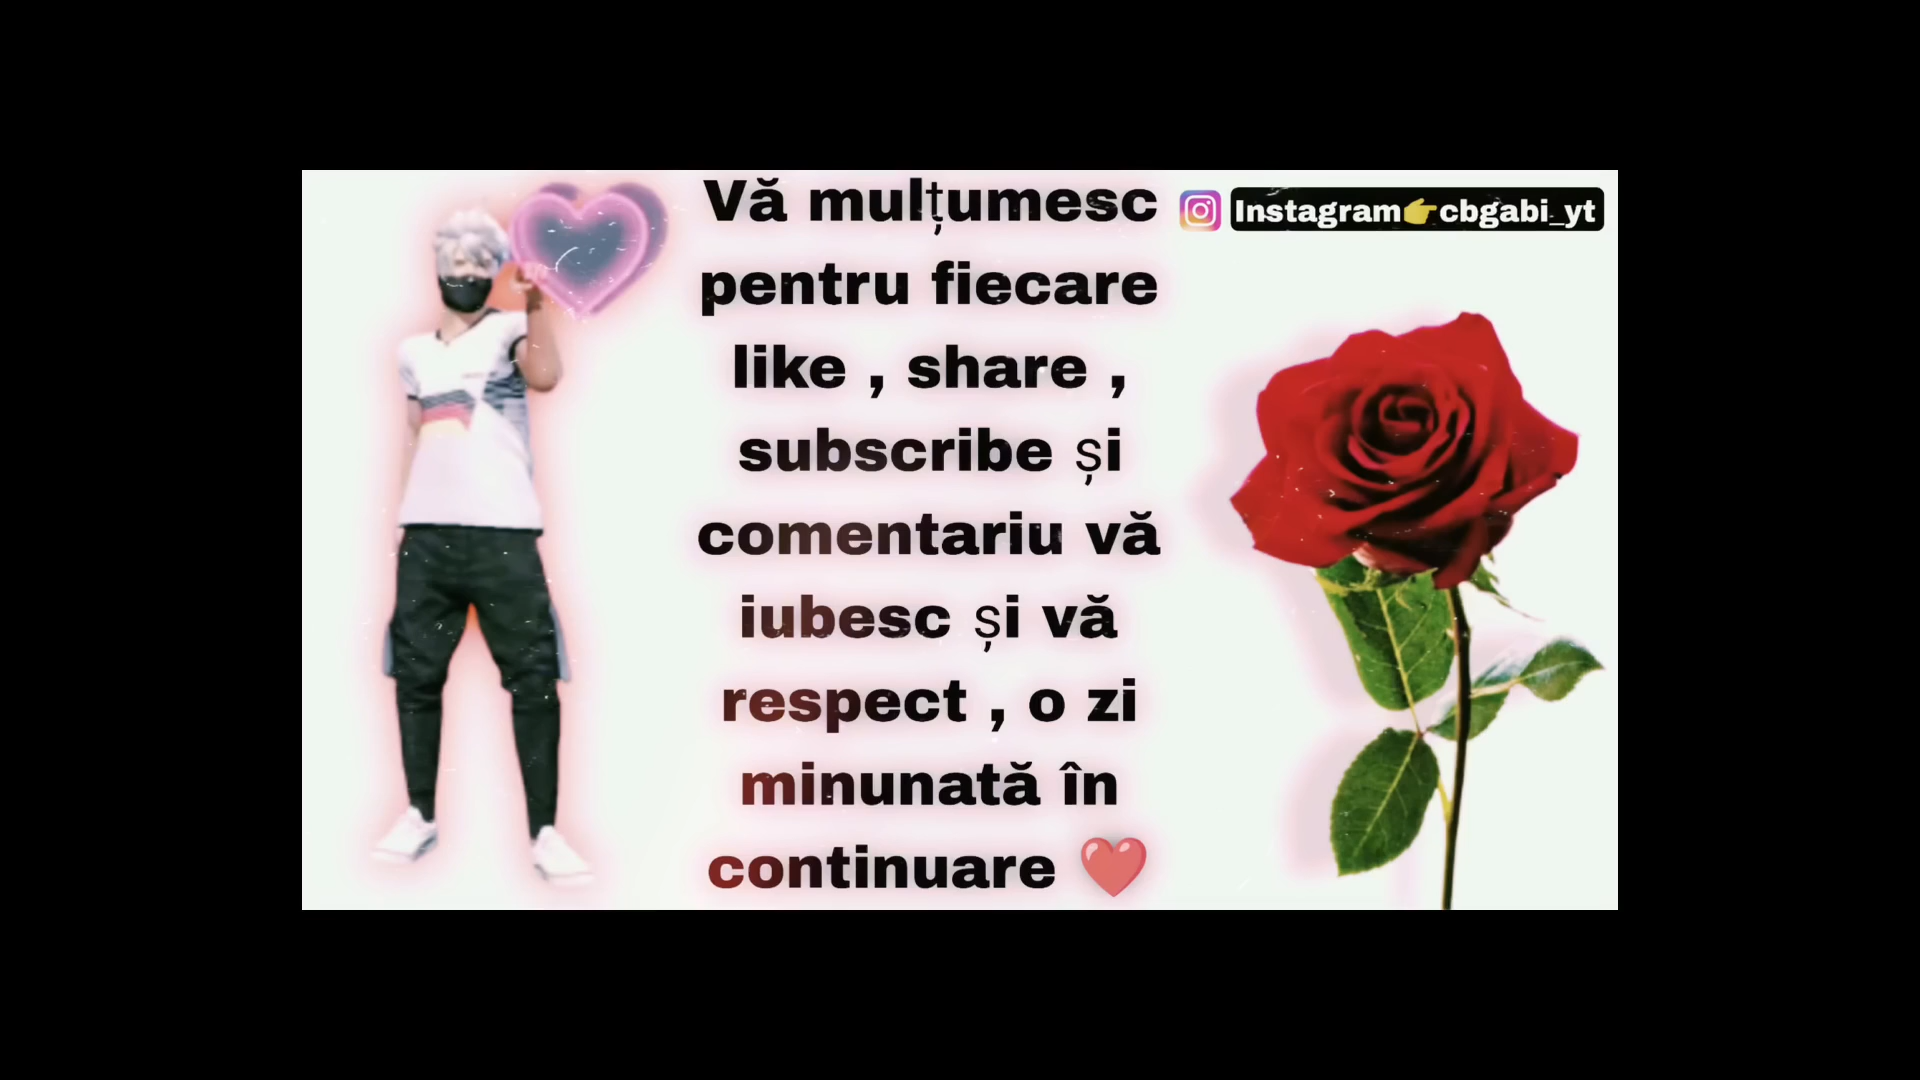 Vă mulțumesc
pentru fiecare
like , share ,
subscribe și
comentariu vă
iubesc și vă
respect , o zi
minunată în
continuare ❤️
Instagram👉cbgabi_yt